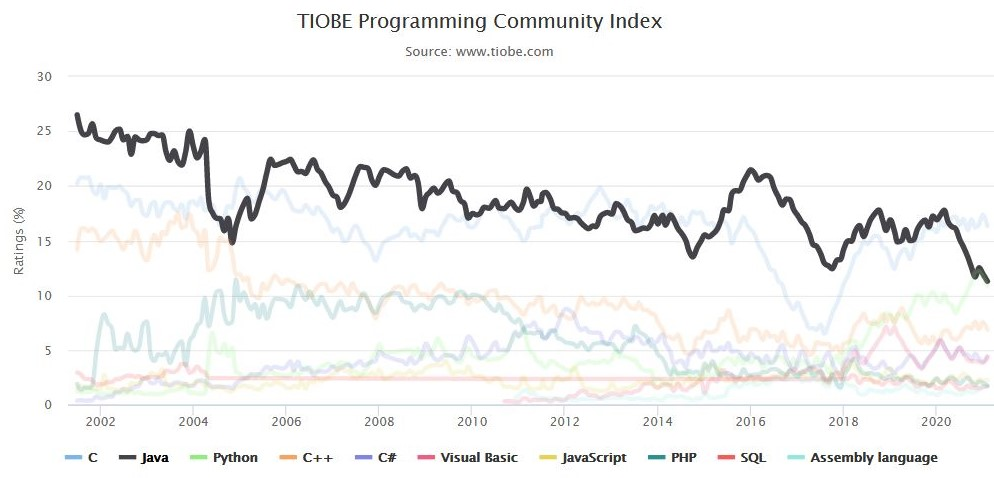 TIOBE Programming Community Index
Source: www.tiobe.com
Ratings (%)
30
25
20
15
10
5
0
2002 2004 2006 2008 2010 2012 2014 2016 2018 2020
C Java Python C++ C# Visual Basic JavaScript PHP SQL Assembly language